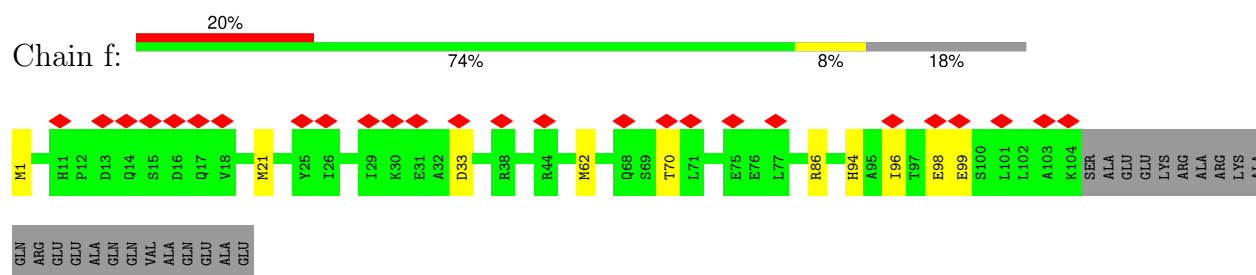 20%
Chain f:
74% 8% 18%
M1 H11 P12 D13 Q14 S15 D16 Q17 V18 M21 Y25 I26 I29 K30 E31 A32 D33 R38 R44 M62 Q68 S69 T70 L71 E75 E76 L77 R86 H94 A95 I96 T97 E98 E99 S100 L101 L102 A103 K104 SER ALA GLU GLU LYS ARG ALA ARG LYS ALA
GLN ARG GLU GLU ALA GLN GLN VAL ALA GLN GLU ALA GLU